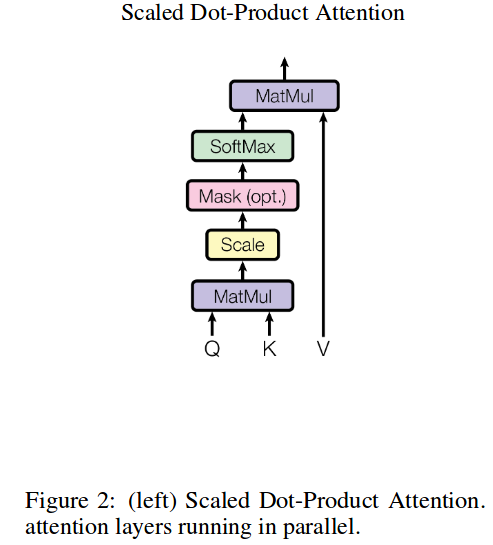 Scaled Dot-Product Attention
MatMul
SoftMax
Mask (opt.)
Scale
MatMul
Q K V
Figure 2: (left) Scaled Dot-Product Attention.
attention layers running in parallel.